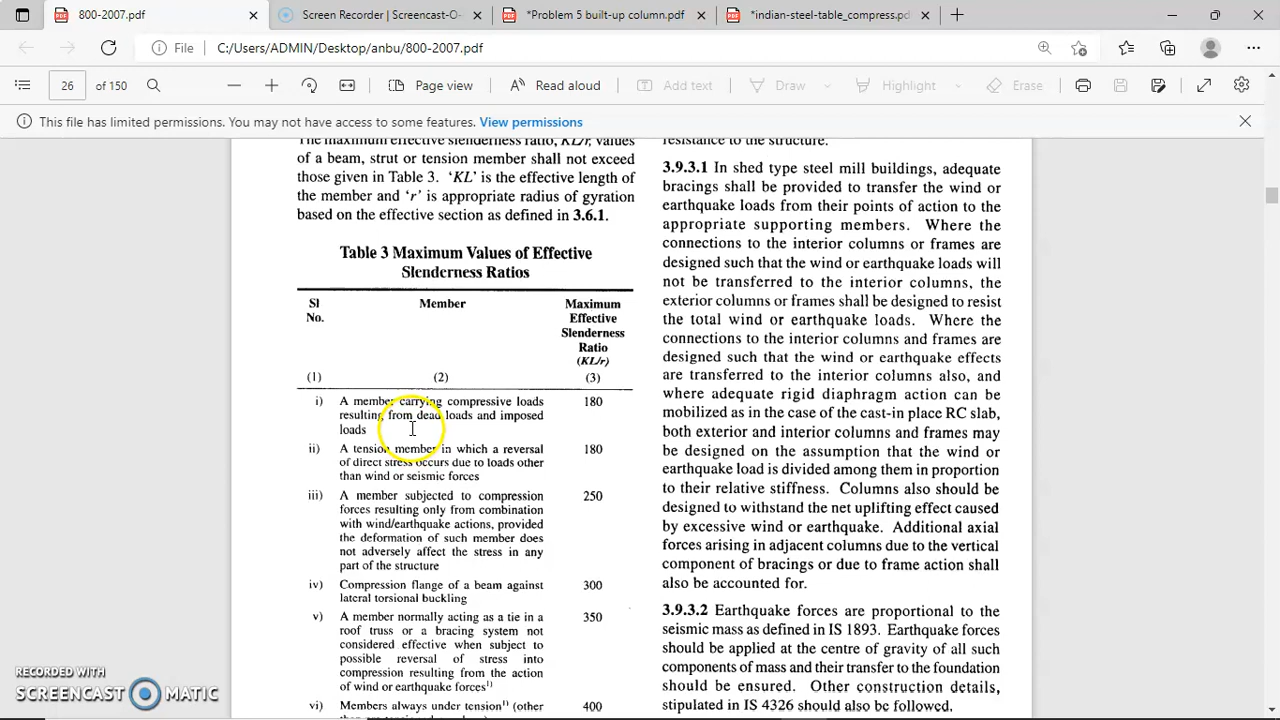 800-2007.pdf
Screen Recorder | Screencast-O-
*Problem 5 built-up column.pdf
*indian-steel-table_compress.pd
File
C:/Users/ADMIN/Desktop/anbu/800-2007.pdf
26
of 150
Page view
Read aloud
Add text
Draw
Highlight
Erase
This file has limited permissions. You may not have access to some features. View permissions
The maximum effective slenderness ratio, KL/r, values
of a beam, strut or tension member shall not exceed
those given in Table 3. ‘KL’ is the effective length of
the member and ‘r’ is appropriate radius of gyration
based on the effective section as defined in 3.6.1.
Table 3 Maximum Values of Effective
Slenderness Ratios
Sl
No.
Member
Maximum
Effective
Slenderness
Ratio
(KL/r)
(1)
(2)
(3)
i) A member carrying compressive loads 180
resulting from dead loads and imposed
loads
ii) A tension member in which a reversal 180
of direct stress occurs due to loads other
than wind or seismic forces
iii) A member subjected to compression 250
forces resulting only from combination
with wind/earthquake actions, provided
the deformation of such member does
not adversely affect the stress in any
part of the structure
iv) Compression flange of a beam against 300
lateral torsional buckling
v) A member normally acting as a tie in a 350
roof truss or a bracing system not
considered effective when subject to
possible reversal of stress into
compression resulting from the action
of wind or earthquake forces1)
vi) Members always under tension1) (other 400
resistance to the structure.
3.9.3.1 In shed type steel mill buildings, adequate
bracings shall be provided to transfer the wind or
earthquake loads from their points of action to the
appropriate supporting members. Where the
connections to the interior columns or frames are
designed such that the wind or earthquake loads will
not be transferred to the interior columns, the
exterior columns or frames shall be designed to resist
the total wind or earthquake loads. Where the
connections to the interior columns and frames are
designed such that the wind or earthquake effects
are transferred to the interior columns also, and
where adequate rigid diaphragm action can be
mobilized as in the case of the cast-in place RC slab,
both exterior and interior columns and frames may
be designed on the assumption that the wind or
earthquake load is divided among them in proportion
to their relative stiffness. Columns also should be
designed to withstand the net uplifting effect caused
by excessive wind or earthquake. Additional axial
forces arising in adjacent columns due to the vertical
component of bracings or due to frame action shall
also be accounted for.
3.9.3.2 Earthquake forces are proportional to the
seismic mass as defined in IS 1893. Earthquake forces
should be applied at the centre of gravity of all such
components of mass and their transfer to the foundation
should be ensured. Other construction details,
stipulated in IS 4326 should also be followed.
RECORDED WITH
SCREENCAST MATIC